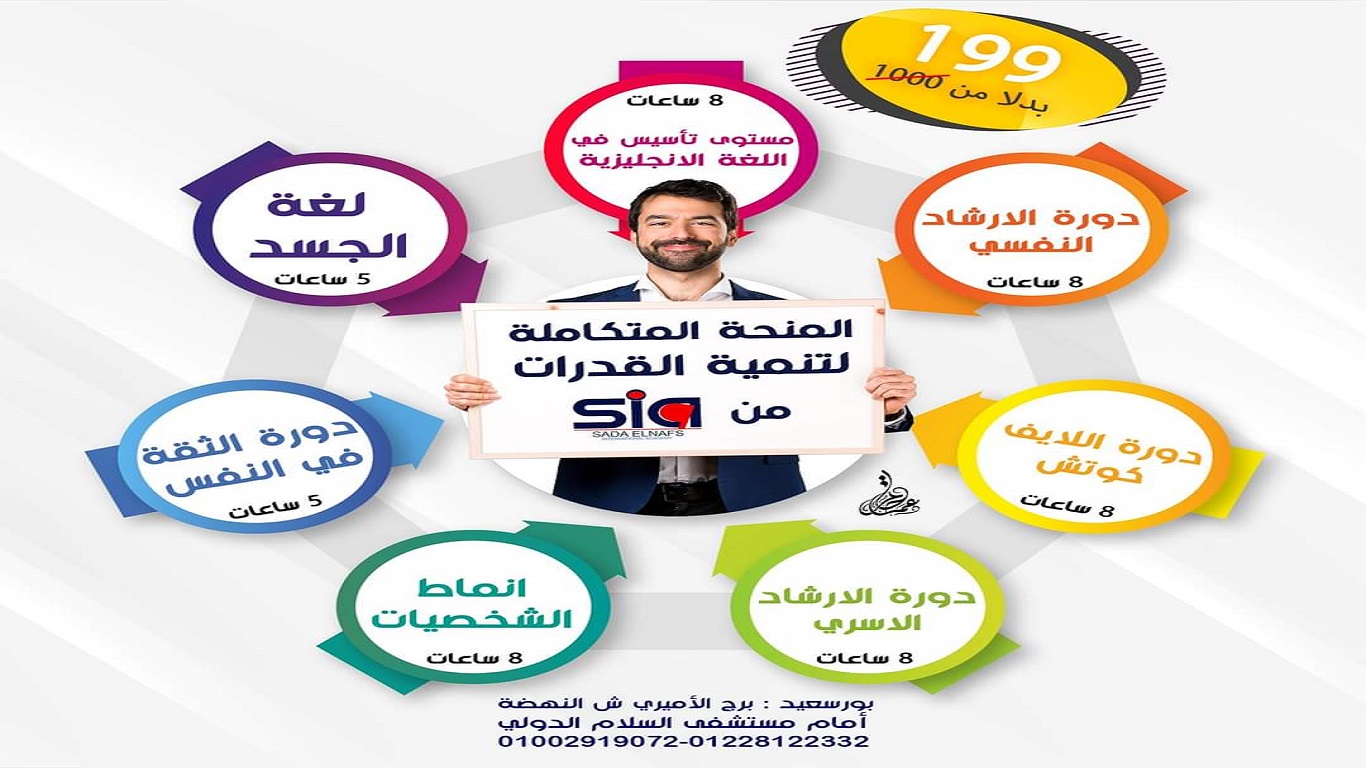 199
بدلا من 1000
8 ساعات
مستوى تأسيس في
اللغة الانجليزية
دورة الارشاد
النفسي
8 ساعات
لغة
الجسد
5 ساعات
المنحة المتكاملة
لتنمية القدرات
من sia
SADA ELNAFS
INTERNATIONAL ACADEMY
دورة اللايف
كوتش
8 ساعات
دورة الثقة
في النفس
5 ساعات
دورة الارشاد
الاسري
8 ساعات
انماط
الشخصيات
8 ساعات
بورسعيد : برج الأميري ش النهضة
أمام مستشفى السلام الدولي
01002919072-01228122332